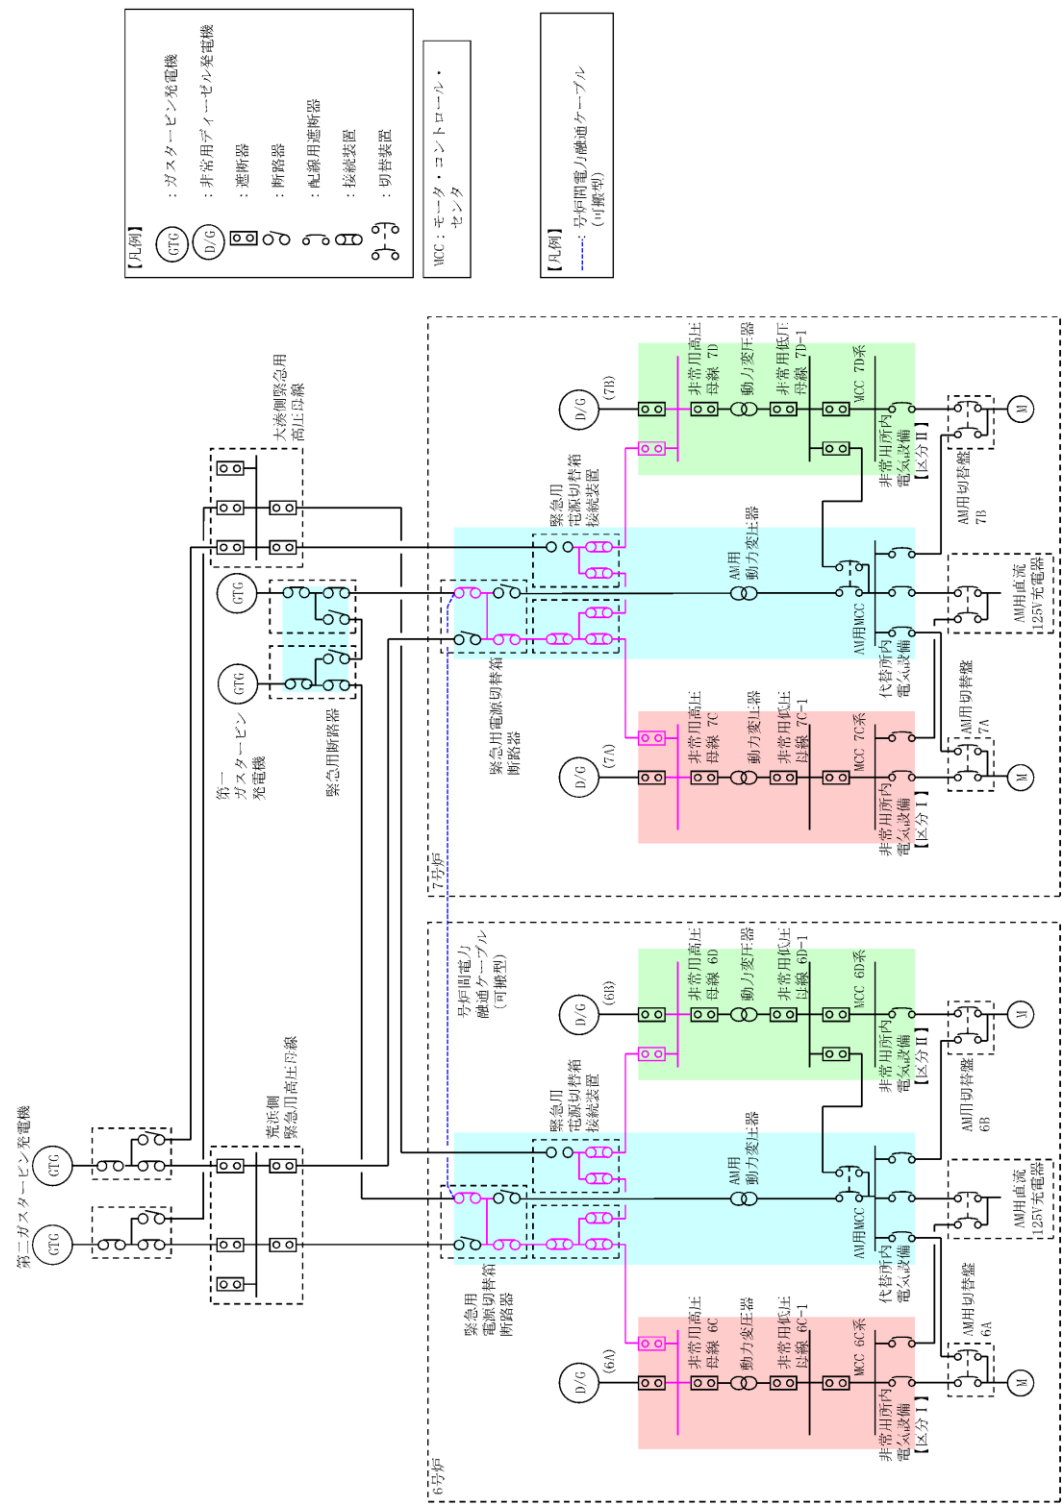 【凡例】
GTG
：ガスタービン発電機
D/G
：非常用ディーゼル発電機
：遮断器
：断路器
：配線用遮断器
：接続装置
：切替装置
MCC：モータ・コントロール・
センタ
【凡例】
：号炉間電力融通ケーブル
（可搬型）
第二ガスタービン発電機
GTG
GTG
荒浜側
緊急用高圧母線
大湊側緊急用
高圧母線
第一
ガスタービン
発電機
GTG
GTG
緊急用断路器
6号炉
緊急用
電源切替箱
断路器
号炉間電力
融通ケーブル
（可搬型）
緊急用
電源切替箱
接続装置
D/G
(6A)
D/G
(6B)
非常用高圧
母線 6C
動力変圧器
非常用低圧
母線 6C-1
MCC 6C系
非常用所内
電気設備
【区分Ⅰ】
AM用
動力変圧器
AM用MCC
代替所内
電気設備
非常用高圧
母線 6D
動力変圧器
非常用低圧
母線 6D-1
MCC 6D系
非常用所内
電気設備
【区分Ⅱ】
AM用切替盤
6A
AM用直流
125V充電器
AM用切替盤
6B
M
M
7号炉
緊急用電源切替箱
断路器
緊急用
電源切替箱
接続装置
D/G
(7A)
D/G
(7B)
非常用高圧
母線 7C
動力変圧器
非常用低圧
母線 7C-1
MCC 7C系
非常用所内
電気設備
【区分Ⅰ】
AM用
動力変圧器
AM用MCC
代替所内
電気設備
非常用高圧
母線 7D
動力変圧器
非常用低圧
母線 7D-1
MCC 7D系
非常用所内
電気設備
【区分Ⅱ】
AM用切替盤
7A
AM用直流
125V充電器
AM用切替盤
7B
M
M